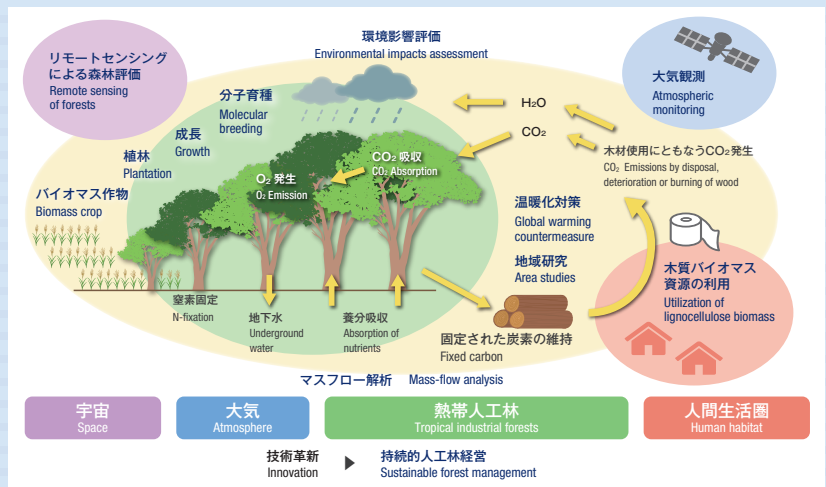 リモートセンシング
による森林評価
Remote sensing
of forests
環境影響評価
Environmental impacts assessment
大気観測
Atmospheric
monitoring
分子育種
Molecular
breeding
成長
Growth
植林
Plantation
バイオマス作物
Biomass crop
H₂O
CO₂
CO₂ 吸収
CO₂ Absorption
O₂ 発生
O₂ Emission
木材使用にともなうCO₂発生
CO₂ Emissions by disposal,
deterioration or burning of wood
温暖化対策
Global warming
countermeasure
地域研究
Area studies
木質バイオマス
資源の利用
Utilization of
lignocellulose biomass
窒素固定
N-fixation
地下水
Underground
water
養分吸収
Absorption of
nutrients
固定された炭素の維持
Fixed carbon
マスフロー解析 Mass-flow analysis
宇宙
Space
大気
Atmosphere
熱帯人工林
Tropical industrial forests
人間生活圏
Human habitat
技術革新
Innovation
持続的人工林経営
Sustainable forest management